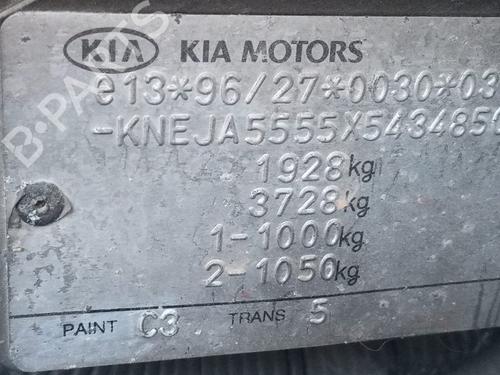 KIA KIA MOTORS
e13*96/27*0030*03
-KNEJA5555X543485
1928kg
3728kg
1-1000kg
2-1050kg
PAINT C3 TRANS 5
B-PARTS